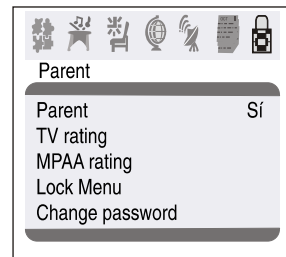 Parent
Parent Sí
TV rating
MPAA rating
Lock Menu
Change password